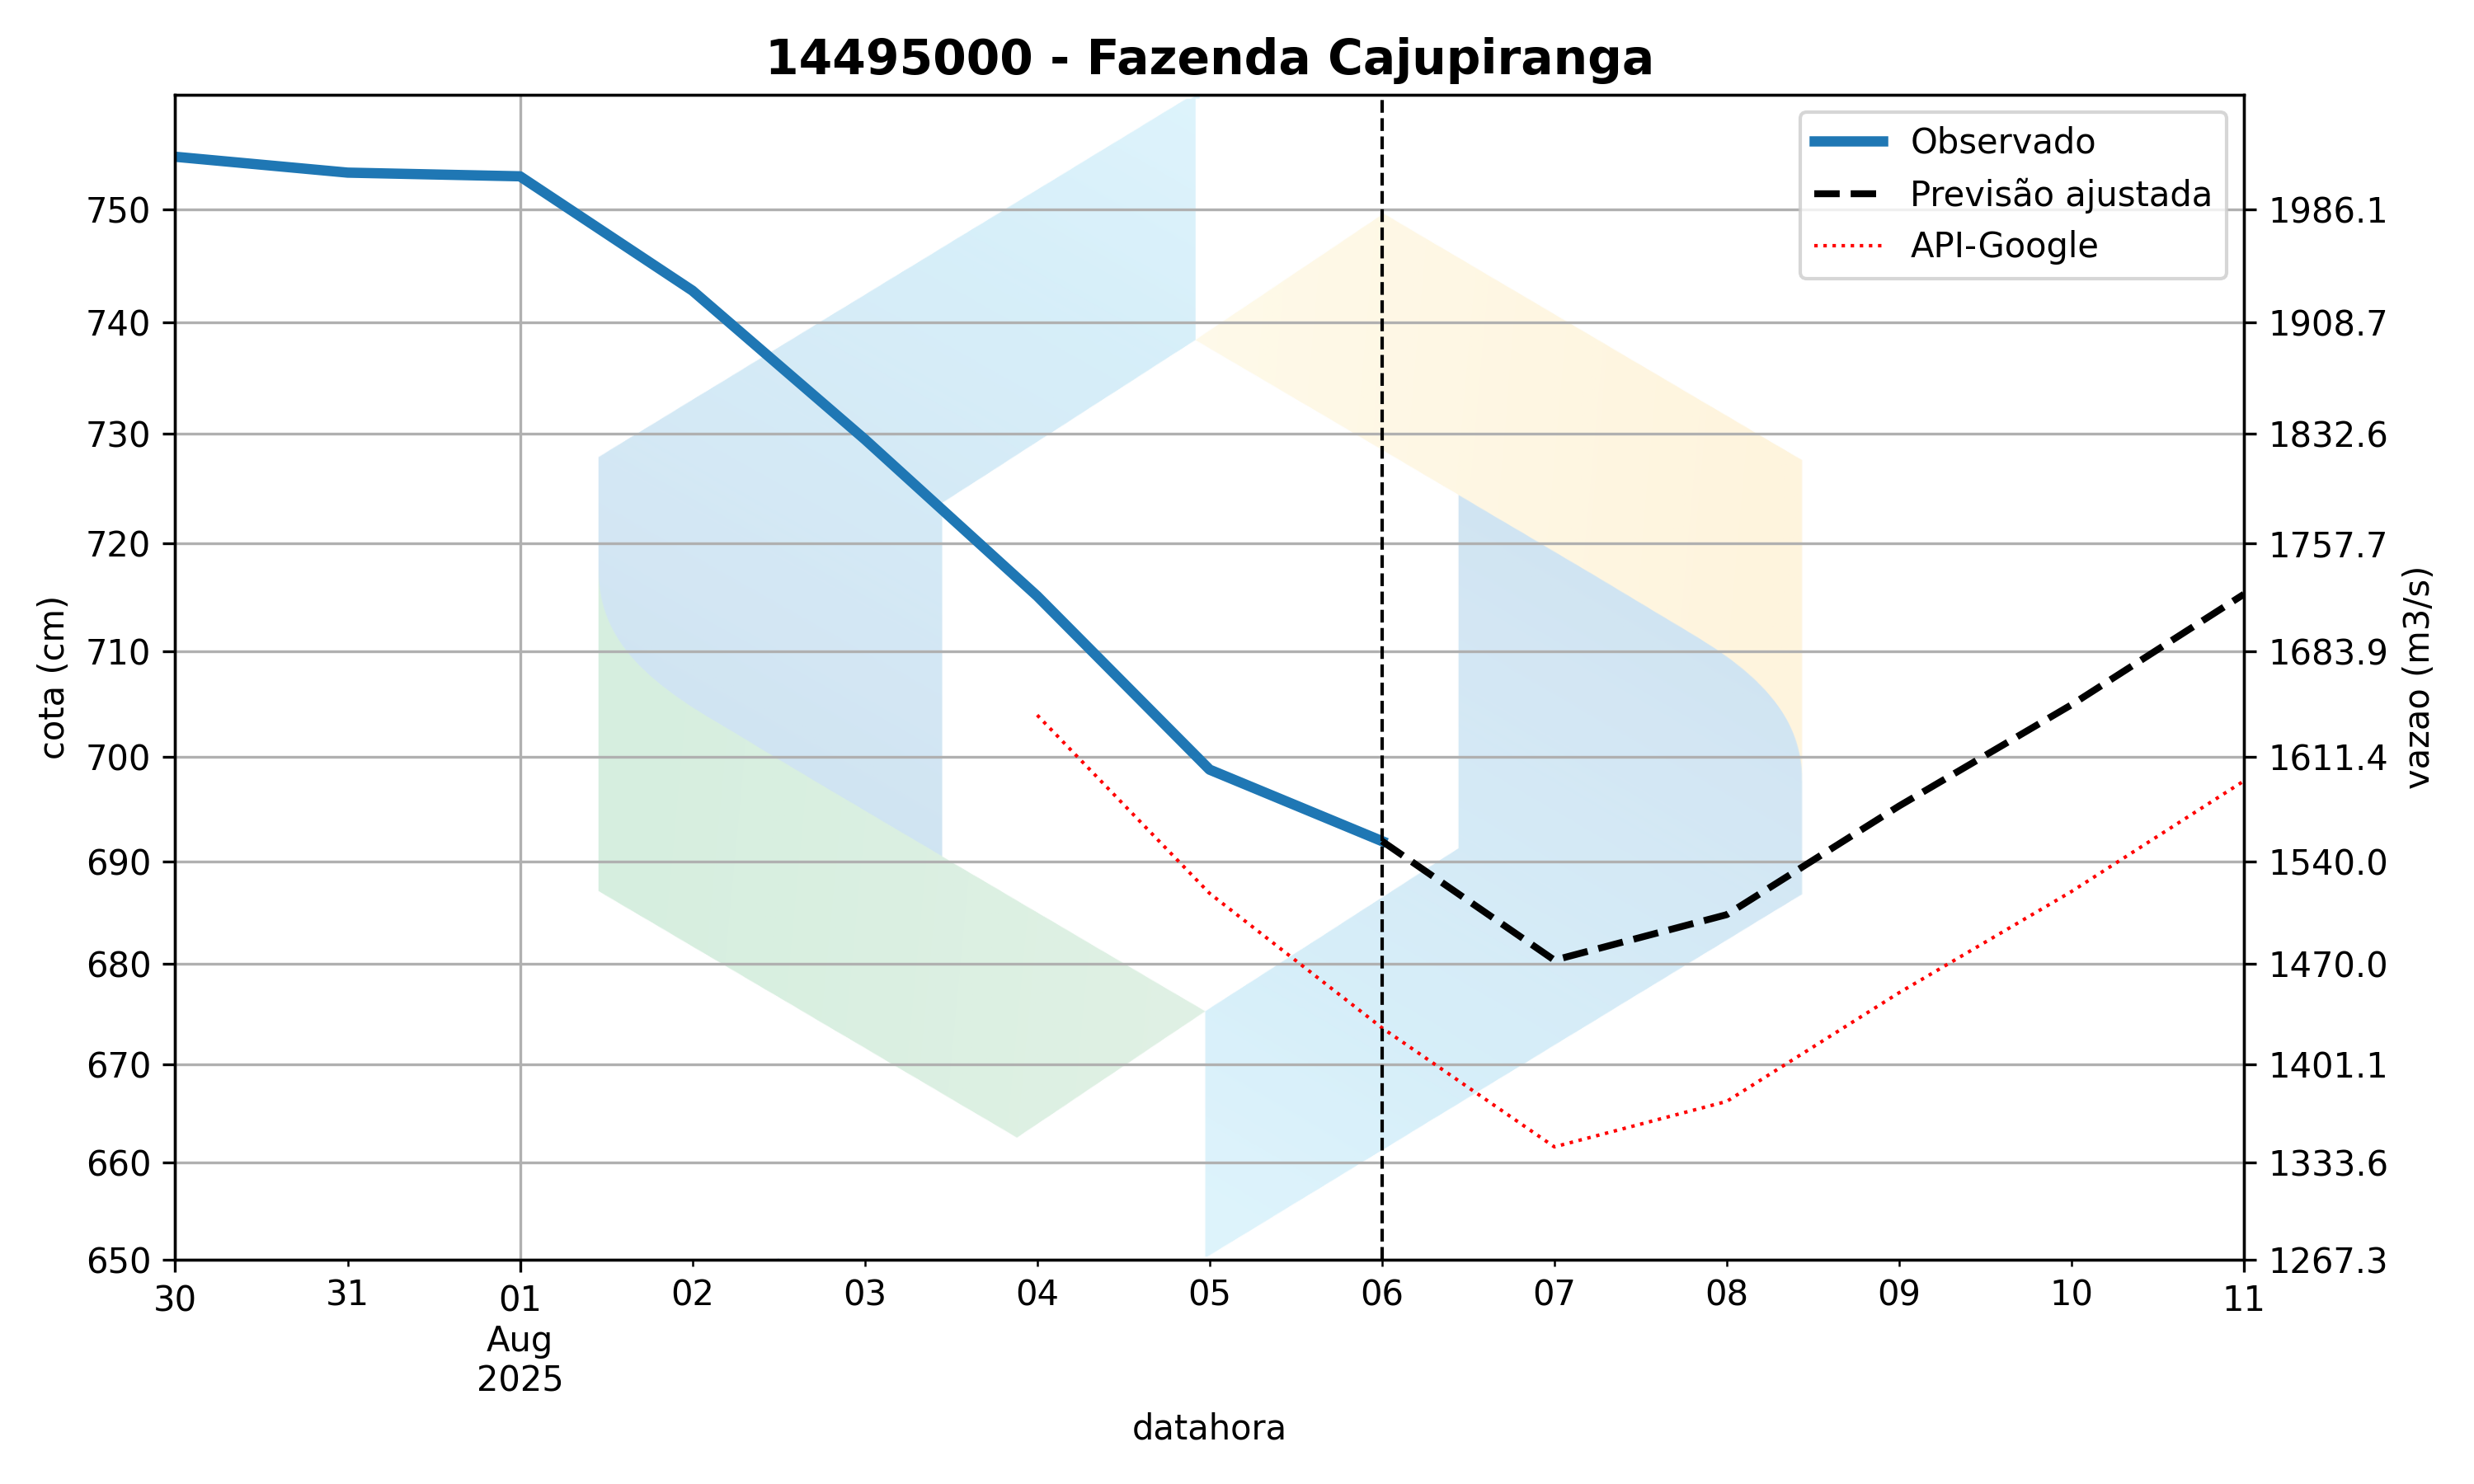 14495000 - Fazenda Cajupiranga
Observado
Previsão ajustada
API-Google
cota (cm)
750
740
730
720
710
700
690
680
670
660
650
1986.1
1908.7
1832.6
1757.7
1683.9
1611.4
1540.0
1470.0
1401.1
1333.6
1267.3
vazao (m3/s)
30 31 01 02 03 04 05 06 07 08 09 10 11
Aug
2025
datahora